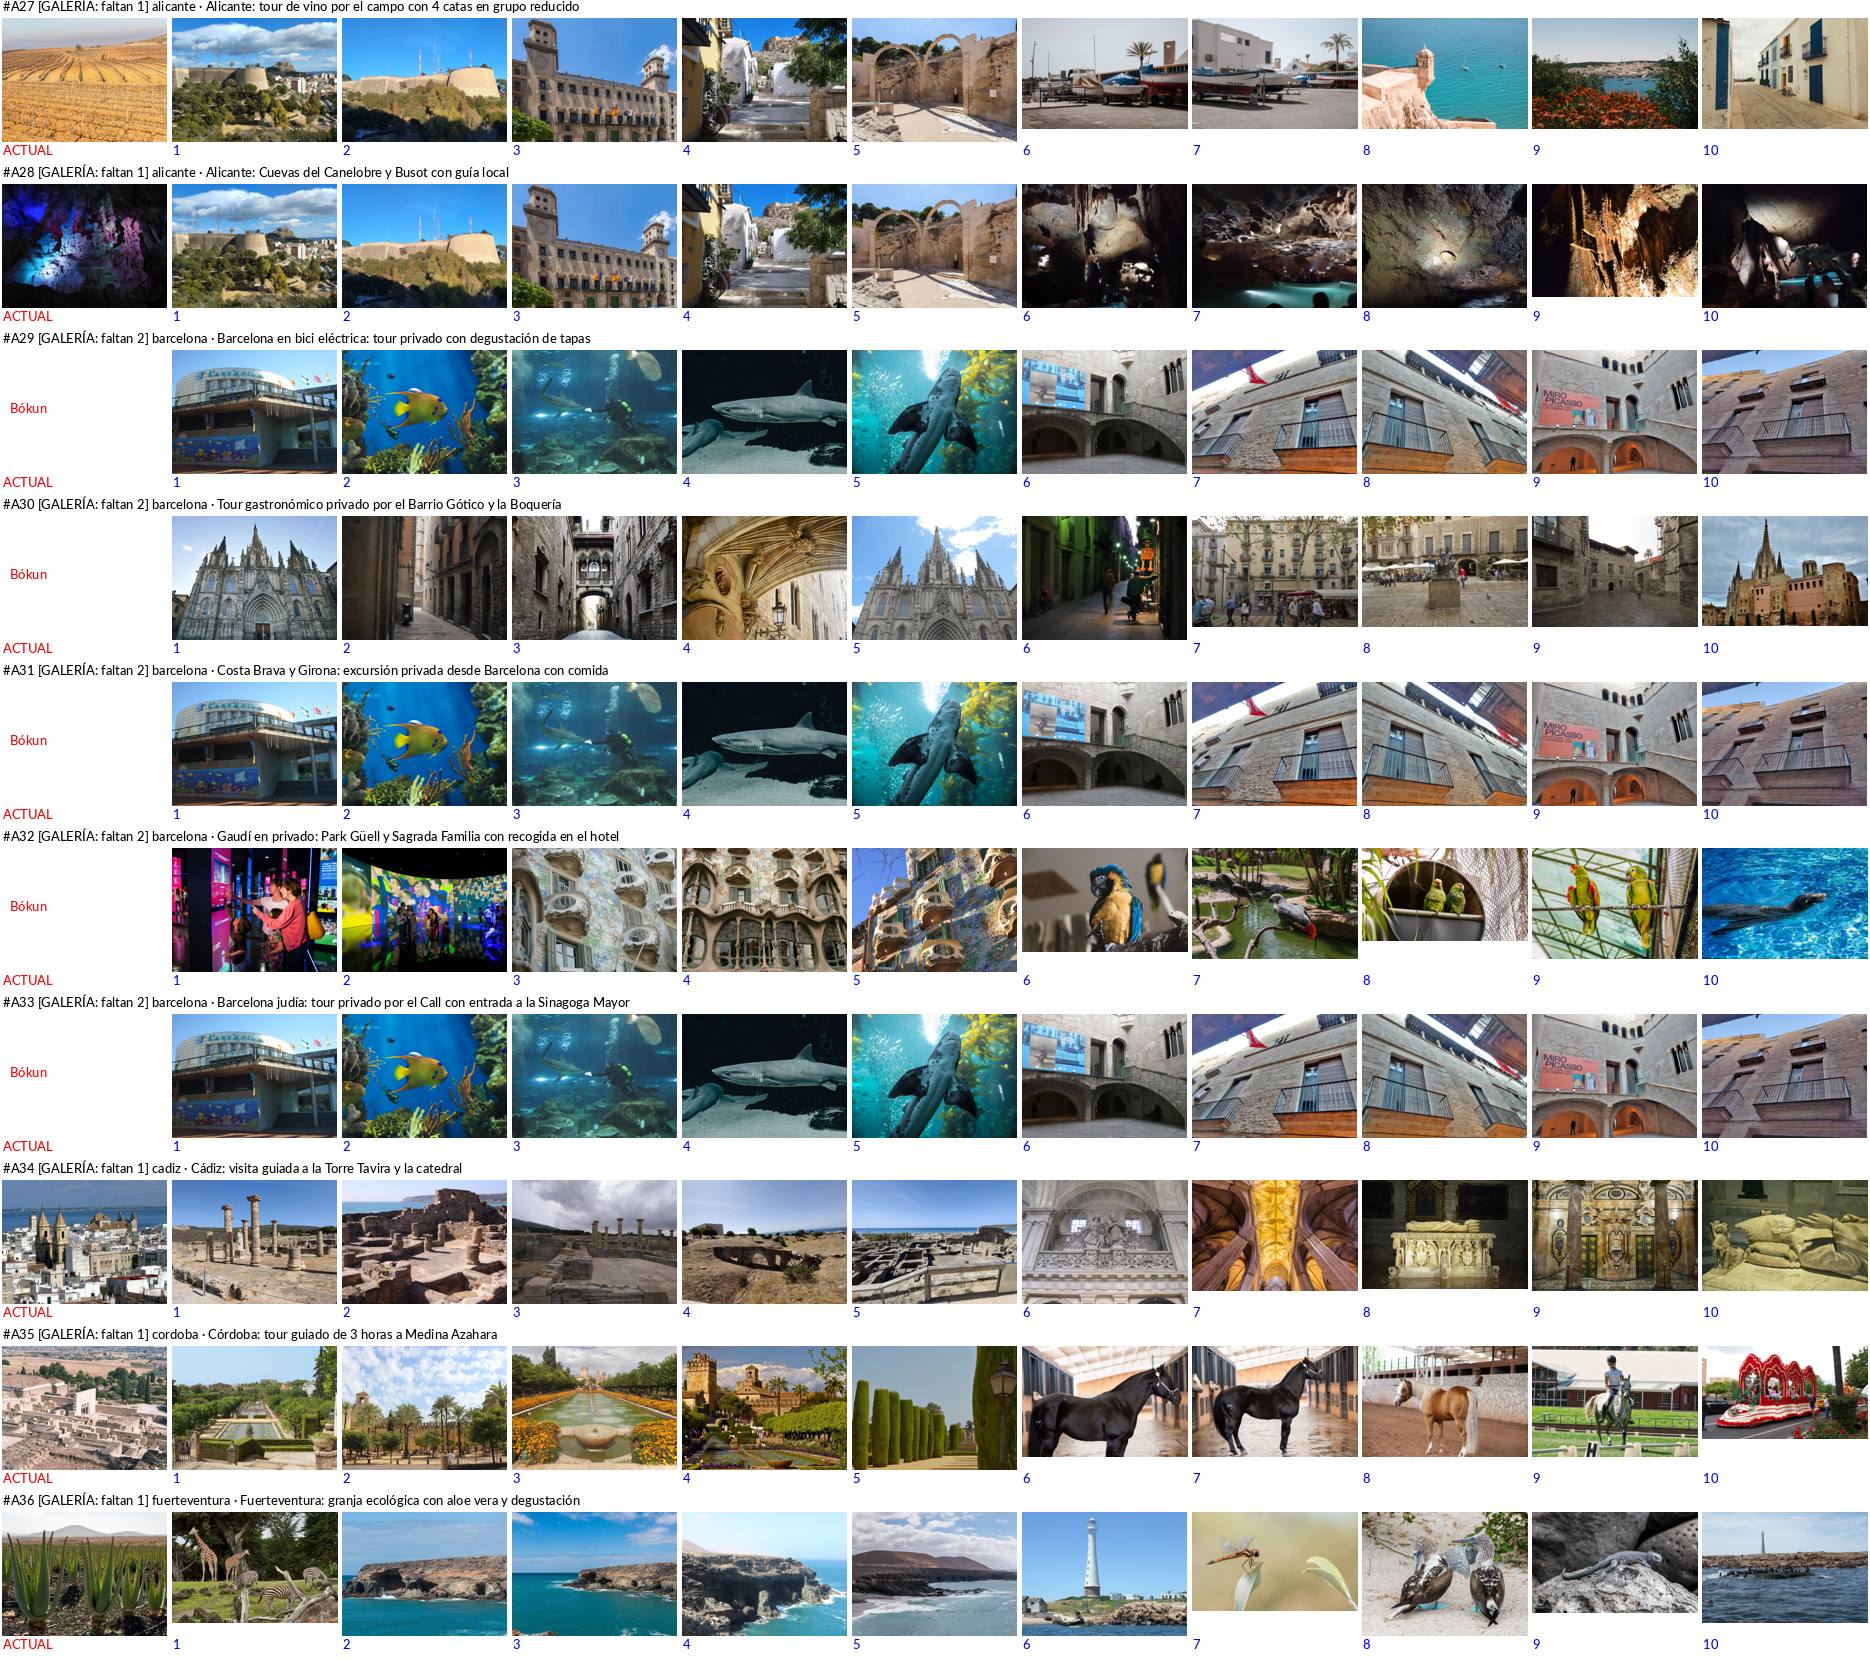 #A27 [GALERÍA: faltan 1] alicante · Alicante: tour de vino por el campo con 4 catas en grupo reducido
ACTUAL 1 2 3 4 5 6 7 8 9 10
#A28 [GALERÍA: faltan 1] alicante · Alicante: Cuevas del Canelobre y Busot con guía local
ACTUAL 1 2 3 4 5 6 7 8 9 10
#A29 [GALERÍA: faltan 2] barcelona · Barcelona en bici eléctrica: tour privado con degustación de tapas
Bókun
MIRÓ
PICASSO
ACTUAL 1 2 3 4 5 6 7 8 9 10
#A30 [GALERÍA: faltan 2] barcelona · Tour gastronómico privado por el Barrio Gótico y la Boquería
Bókun
ACTUAL 1 2 3 4 5 6 7 8 9 10
#A31 [GALERÍA: faltan 2] barcelona · Costa Brava y Girona: excursión privada desde Barcelona con comida
Bókun
MIRÓ
PICASSO
ACTUAL 1 2 3 4 5 6 7 8 9 10
#A32 [GALERÍA: faltan 2] barcelona · Gaudí en privado: Park Güell y Sagrada Familia con recogida en el hotel
Bókun
ACTUAL 1 2 3 4 5 6 7 8 9 10
#A33 [GALERÍA: faltan 2] barcelona · Barcelona judía: tour privado por el Call con entrada a la Sinagoga Mayor
Bókun
MIRÓ
PICASSO
ACTUAL 1 2 3 4 5 6 7 8 9 10
#A34 [GALERÍA: faltan 1] cadiz · Cádiz: visita guiada a la Torre Tavira y la catedral
ACTUAL 1 2 3 4 5 6 7 8 9 10
#A35 [GALERÍA: faltan 1] cordoba · Córdoba: tour guiado de 3 horas a Medina Azahara
ACTUAL 1 2 3 4 5 6 7 8 9 10
#A36 [GALERÍA: faltan 1] fuerteventura · Fuerteventura: granja ecológica con aloe vera y degustación
ACTUAL 1 2 3 4 5 6 7 8 9 10